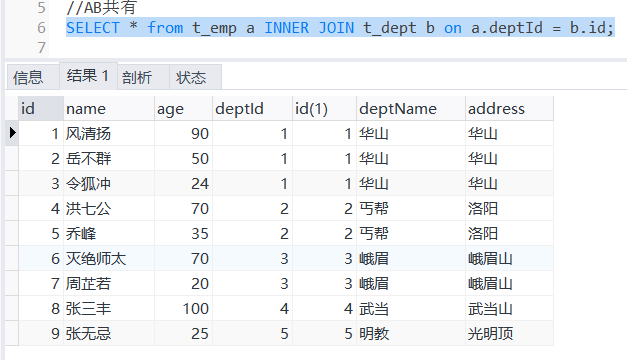 5 //AB共有
6 SELECT * from t_emp a INNER JOIN t_dept b on a.deptId = b.id;
7
信息 结果 1 剖析 状态
id name age deptId id(1) deptName address
1 风清扬 90 1 1 华山 华山
2 岳不群 50 1 1 华山 华山
3 令狐冲 24 1 1 华山 华山
4 洪七公 70 2 2 丐帮 洛阳
5 乔峰 35 2 2 丐帮 洛阳
6 灭绝师太 70 3 3 峨眉 峨眉山
7 周芷若 20 3 3 峨眉 峨眉山
8 张三丰 100 4 4 武当 武当山
9 张无忌 25 5 5 明教 光明顶